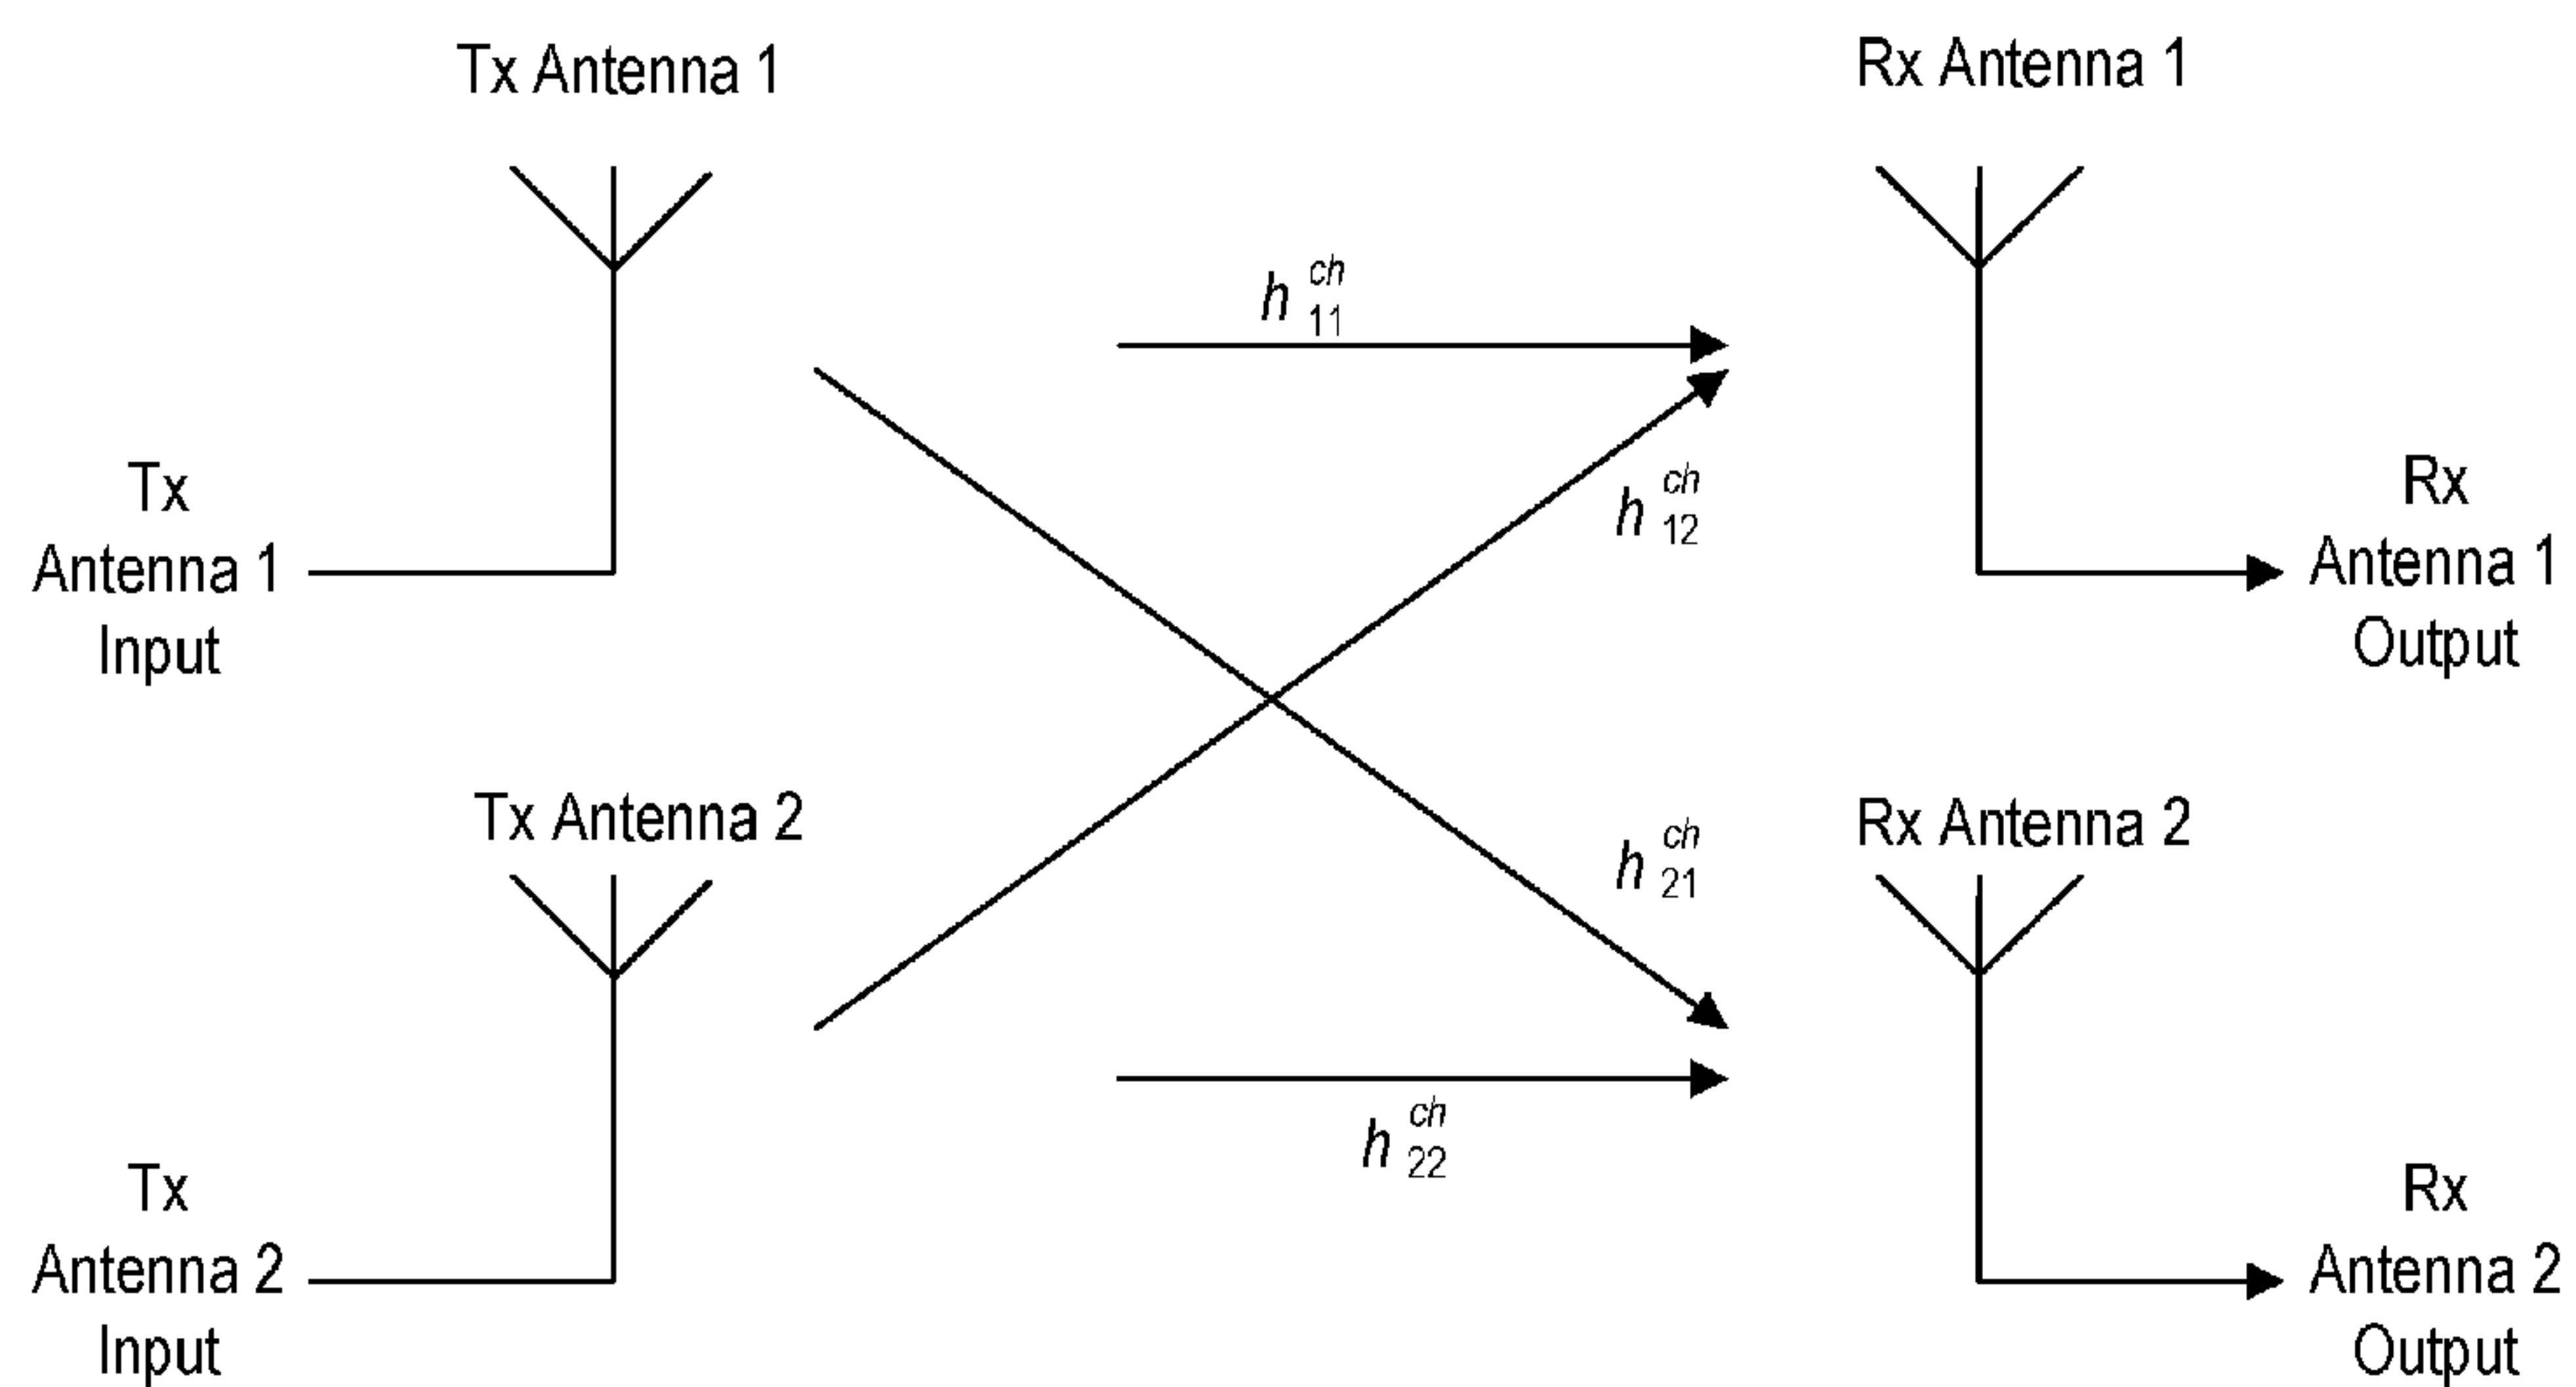 Tx Antenna 1
Rx Antenna 1
h ch 11
Tx
Antenna 1
Input
h ch 12
Rx
Antenna 1
Output
Tx Antenna 2
h ch 21
Rx Antenna 2
h ch 22
Tx
Antenna 2
Input
Rx
Antenna 2
Output